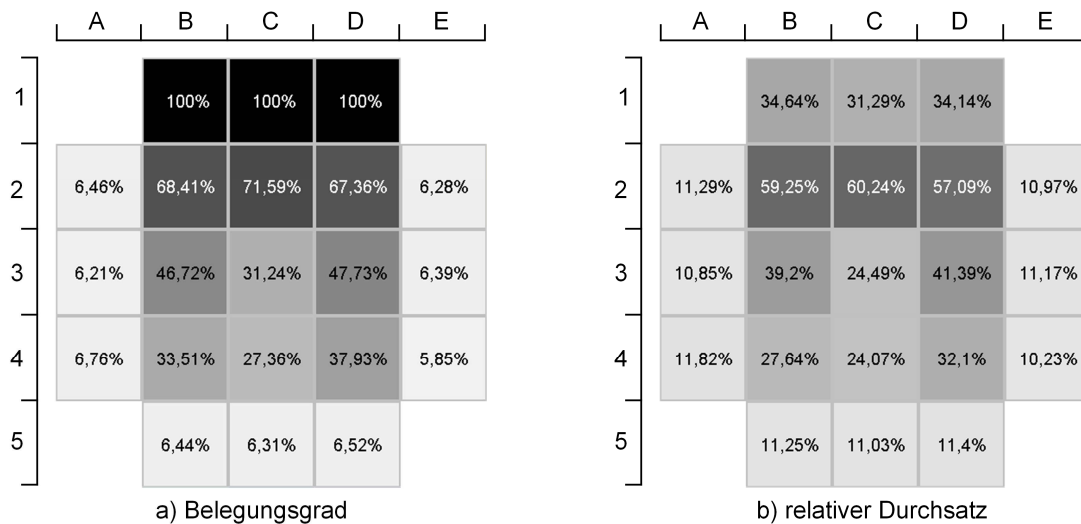 A B C D E
1 100% 100% 100%
2 6,46% 68,41% 71,59% 67,36% 6,28%
3 6,21% 46,72% 31,24% 47,73% 6,39%
4 6,76% 33,51% 27,36% 37,93% 5,85%
5 6,44% 6,31% 6,52%
a) Belegungsgrad
A B C D E
1 34,64% 31,29% 34,14%
2 11,29% 59,25% 60,24% 57,09% 10,97%
3 10,85% 39,2% 24,49% 41,39% 11,17%
4 11,82% 27,64% 24,07% 32,1% 10,23%
5 11,25% 11,03% 11,4%
b) relativer Durchsatz